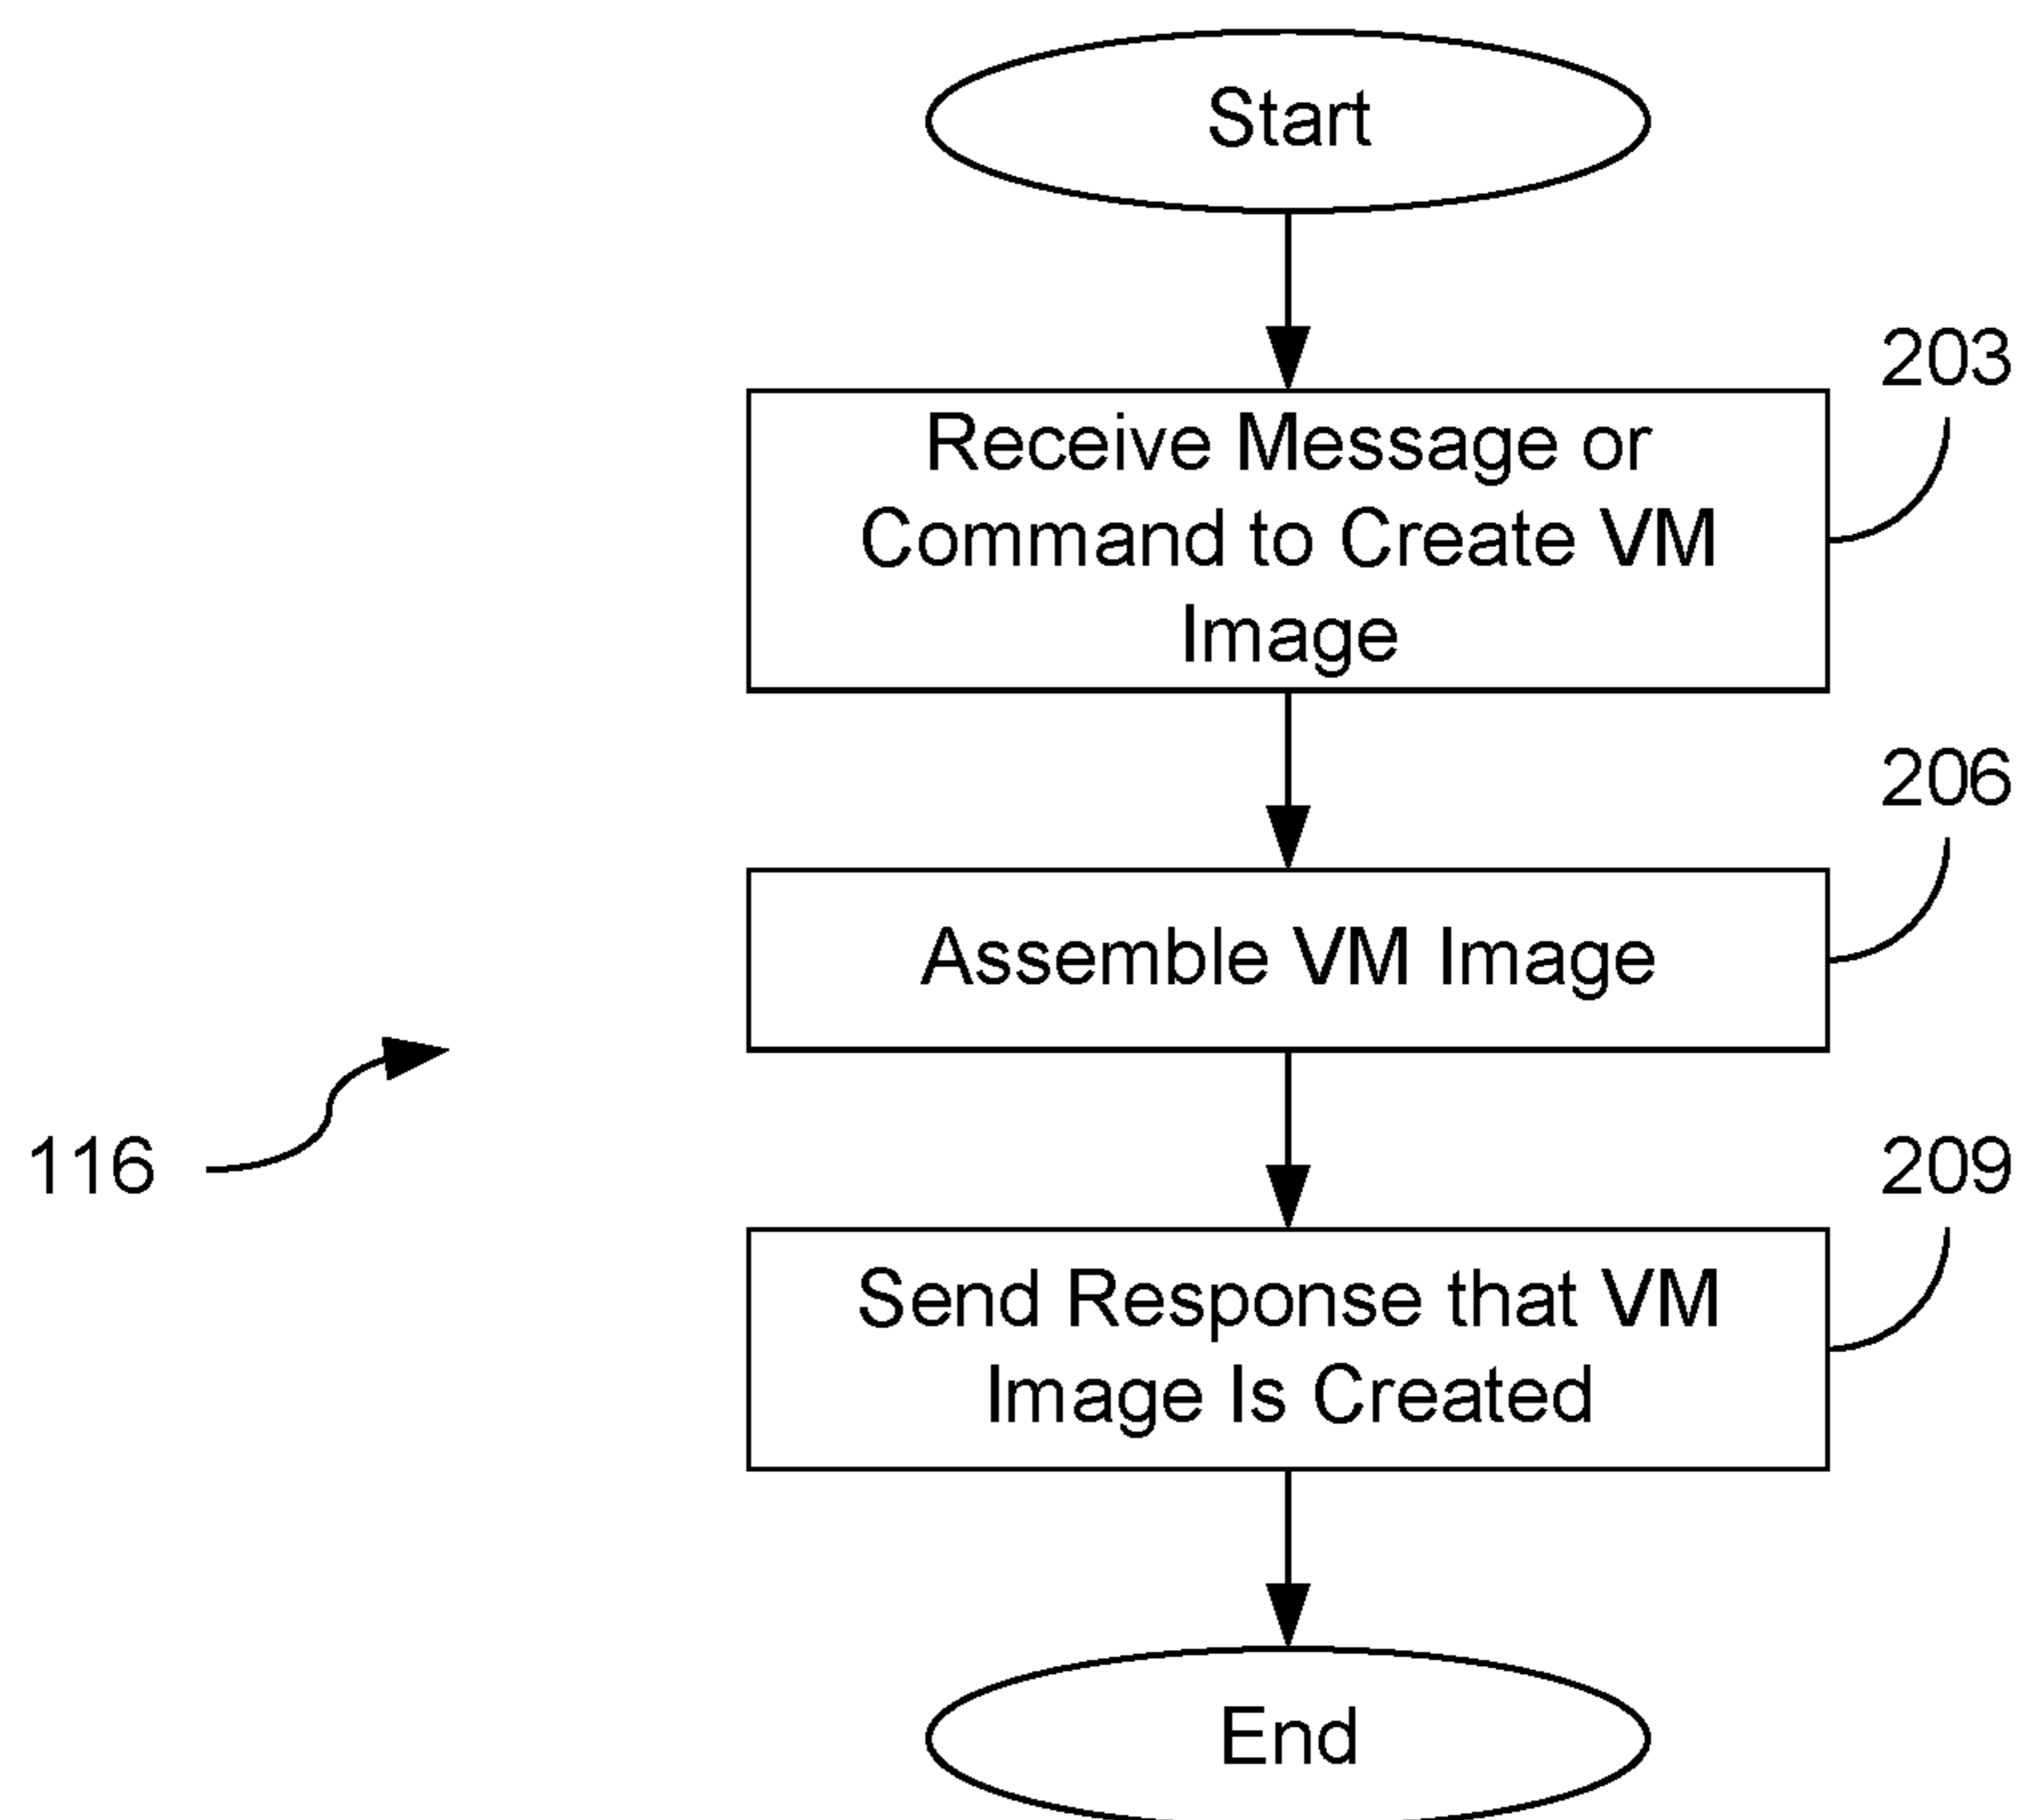 Start
203
Receive Message or
Command to Create VM
Image
206
Assemble VM Image
116
209
Send Response that VM
Image Is Created
End